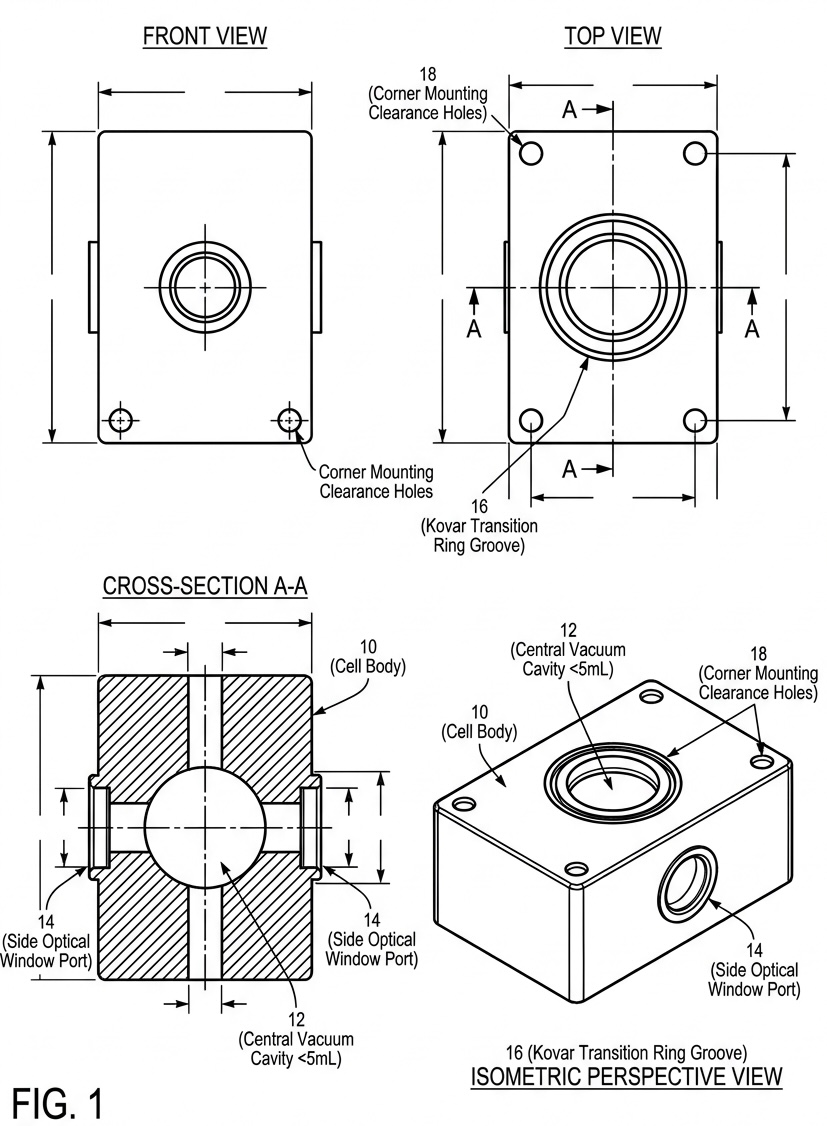 FRONT VIEW
TOP VIEW
18
(Corner Mounting
Clearance Holes)
A
A
A
A
Corner Mounting
Clearance Holes
16
(Kovar Transition
Ring Groove)
CROSS-SECTION A-A
10
(Cell Body)
14
(Side Optical
Window Port)
14
(Side Optical
Window Port)
12
(Central Vacuum
Cavity <5mL)
12
(Central Vacuum
Cavity <5mL)
18
(Corner Mounting
Clearance Holes)
10
(Cell Body)
14
(Side Optical
Window Port)
16 (Kovar Transition Ring Groove)
ISOMETRIC PERSPECTIVE VIEW
FIG. 1